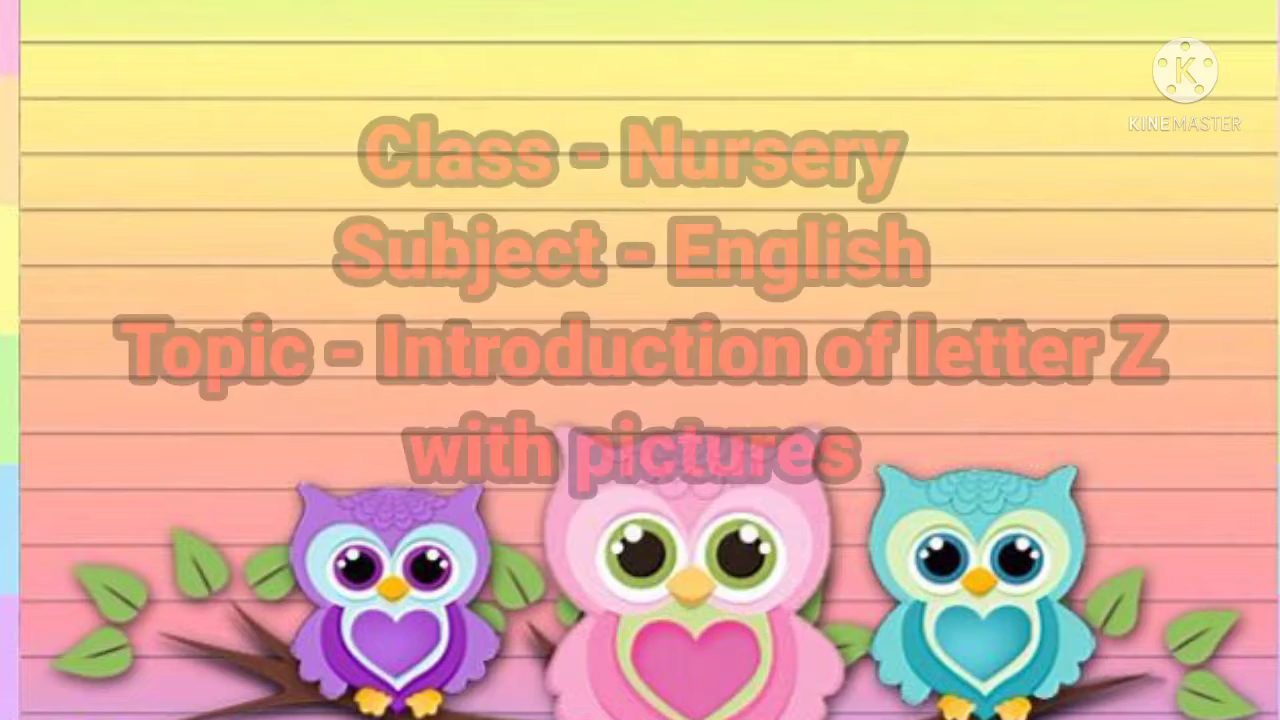 KINEMASTER
Class - Nursery
Subject - English
Topic - Introduction of letter Z
with pictures